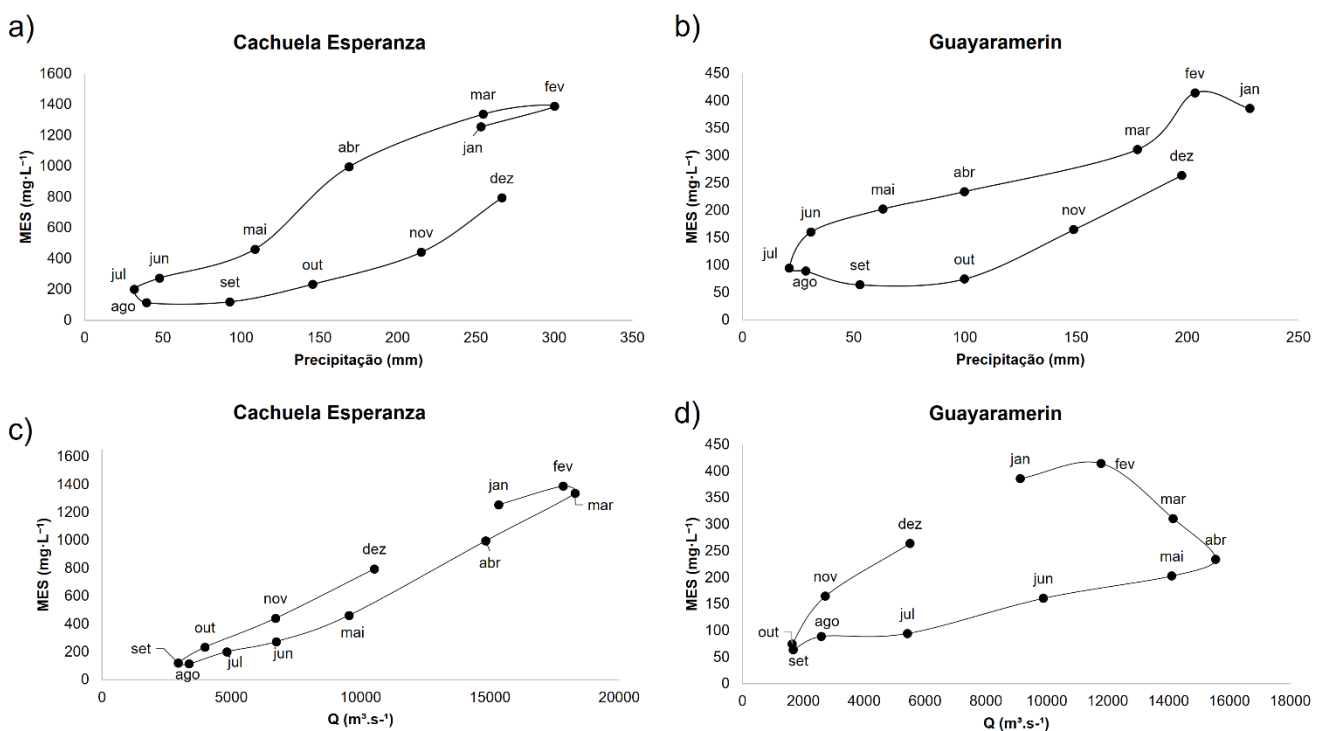 a)
Cachuela Esperanza
MES (mg·L⁻¹)
1600
1400
1200
1000
800
600
400
200
0
0 50 100 150 200 250 300 350
Precipitação (mm)
jan
fev
mar
abr
mai
jun
jul
ago
set
out
nov
dez
b)
Guayaramerin
MES (mg·L⁻¹)
450
400
350
300
250
200
150
100
50
0
0 50 100 150 200 250
Precipitação (mm)
jan
fev
mar
abr
mai
jun
jul
ago
set
out
nov
dez
c)
Cachuela Esperanza
MES (mg·L⁻¹)
1600
1400
1200
1000
800
600
400
200
0
0 5000 10000 15000 20000
Q (m³.s-¹)
jan
fev
mar
abr
mai
jun
jul
ago
set
out
nov
dez
d)
Guayaramerin
MES (mg·L⁻¹)
450
400
350
300
250
200
150
100
50
0
0 2000 4000 6000 8000 10000 12000 14000 16000 18000
Q (m³.s-¹)
jan
fev
mar
abr
mai
jun
jul
ago
set
out
nov
dez